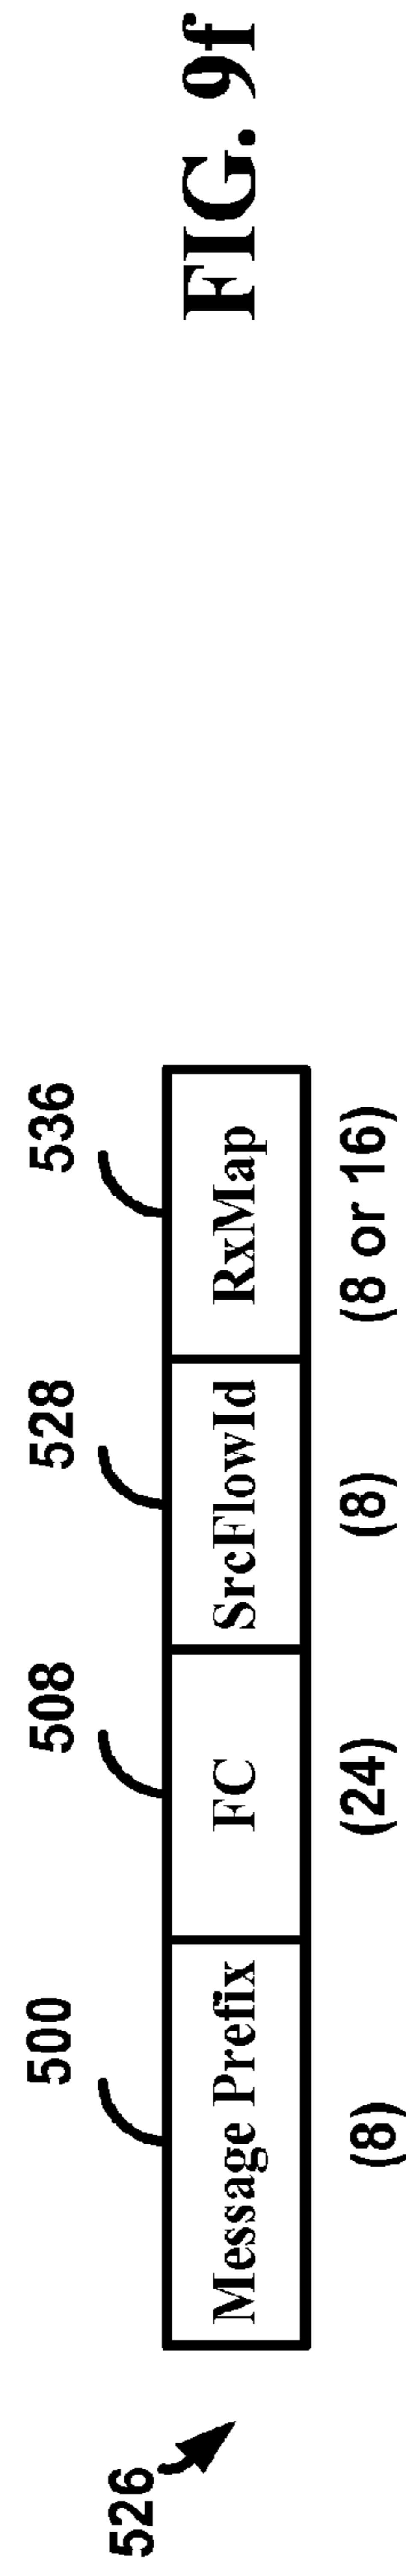 526
500 508 528 536
Message Prefix FC SrcFlowId RxMap
(8) (24) (8) (8 or 16)
FIG. 9f